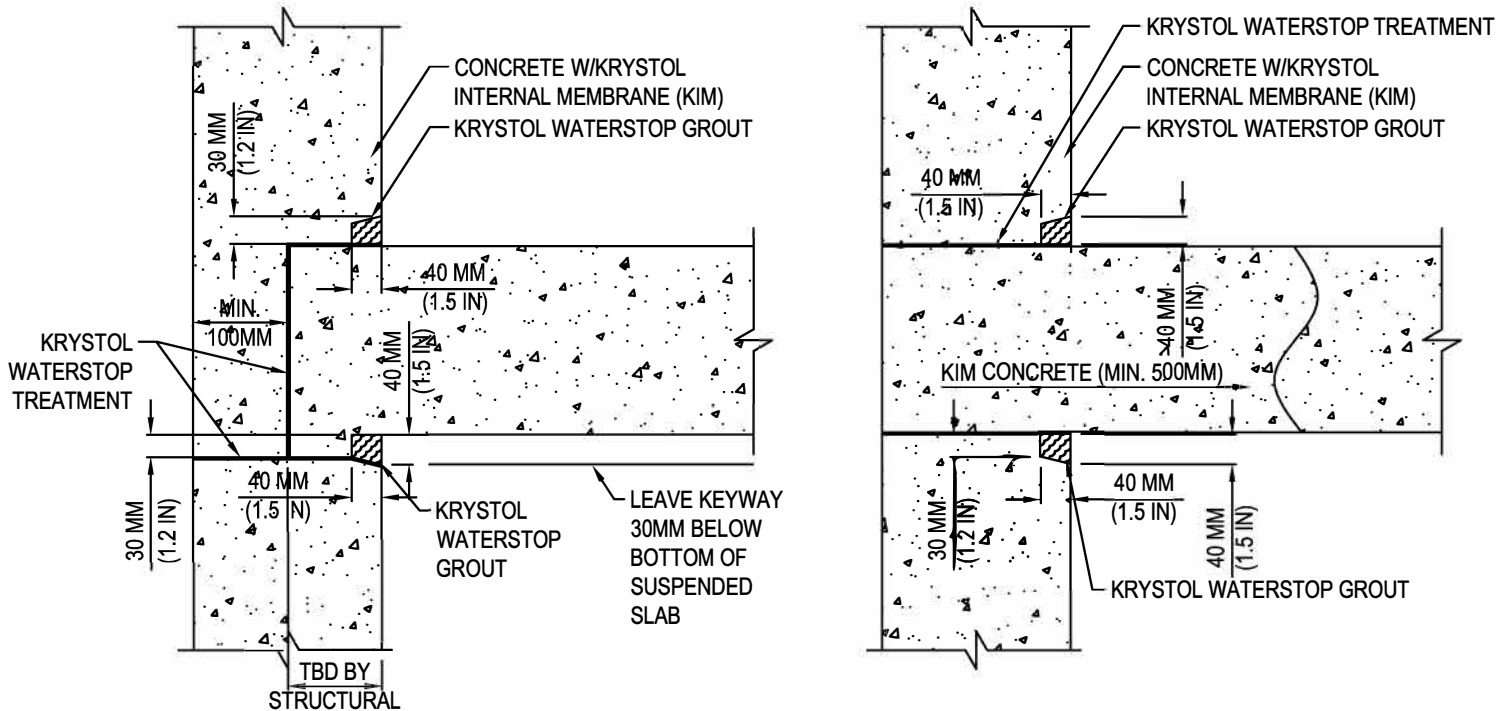 CONCRETE W/KRYSTOL
INTERNAL MEMBRANE (KIM)
KRYSTOL WATERSTOP GROUT
30 MM
(1.2 IN)
40 MM
(1.5 IN)
MIN.
100MM
KRYSTOL
WATERSTOP
TREATMENT
40 MM
(1.5 IN)
30 MM
(1.2 IN)
40 MM
(1.5 N)
KRYSTOL
WATERSTOP
GROUT
LEAVE KEYWAY
30MM BELOW
BOTTOM OF
SUSPENDED
SLAB
TBD BY
STRUCTURAL
KRYSTOL WATERSTOP TREATMENT
CONCRETE W/KRYSTOL
INTERNAL MEMBRANE (KIM)
KRYSTOL WATERSTOP GROUT
40 MM
(1.5 IN)
40 MM
(1.5 IN)
KIM CONCRETE (MIN. 500MM)
30 MM
(1.2 IN)
40 MM
(1.5 IN)
40 MM
(1.5 IN)
KRYSTOL WATERSTOP GROUT